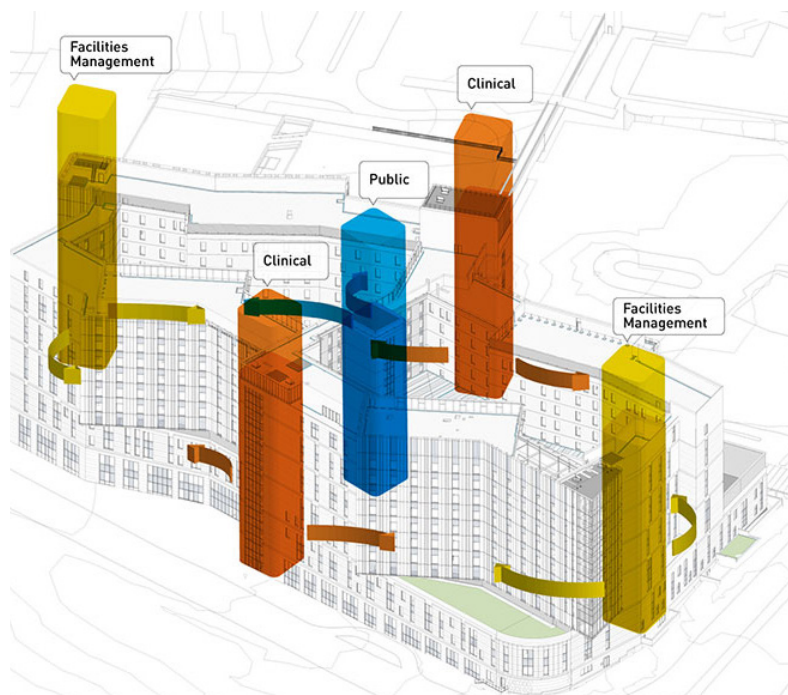 Facilities
Management
Clinical
Public
Clinical
Facilities
Management